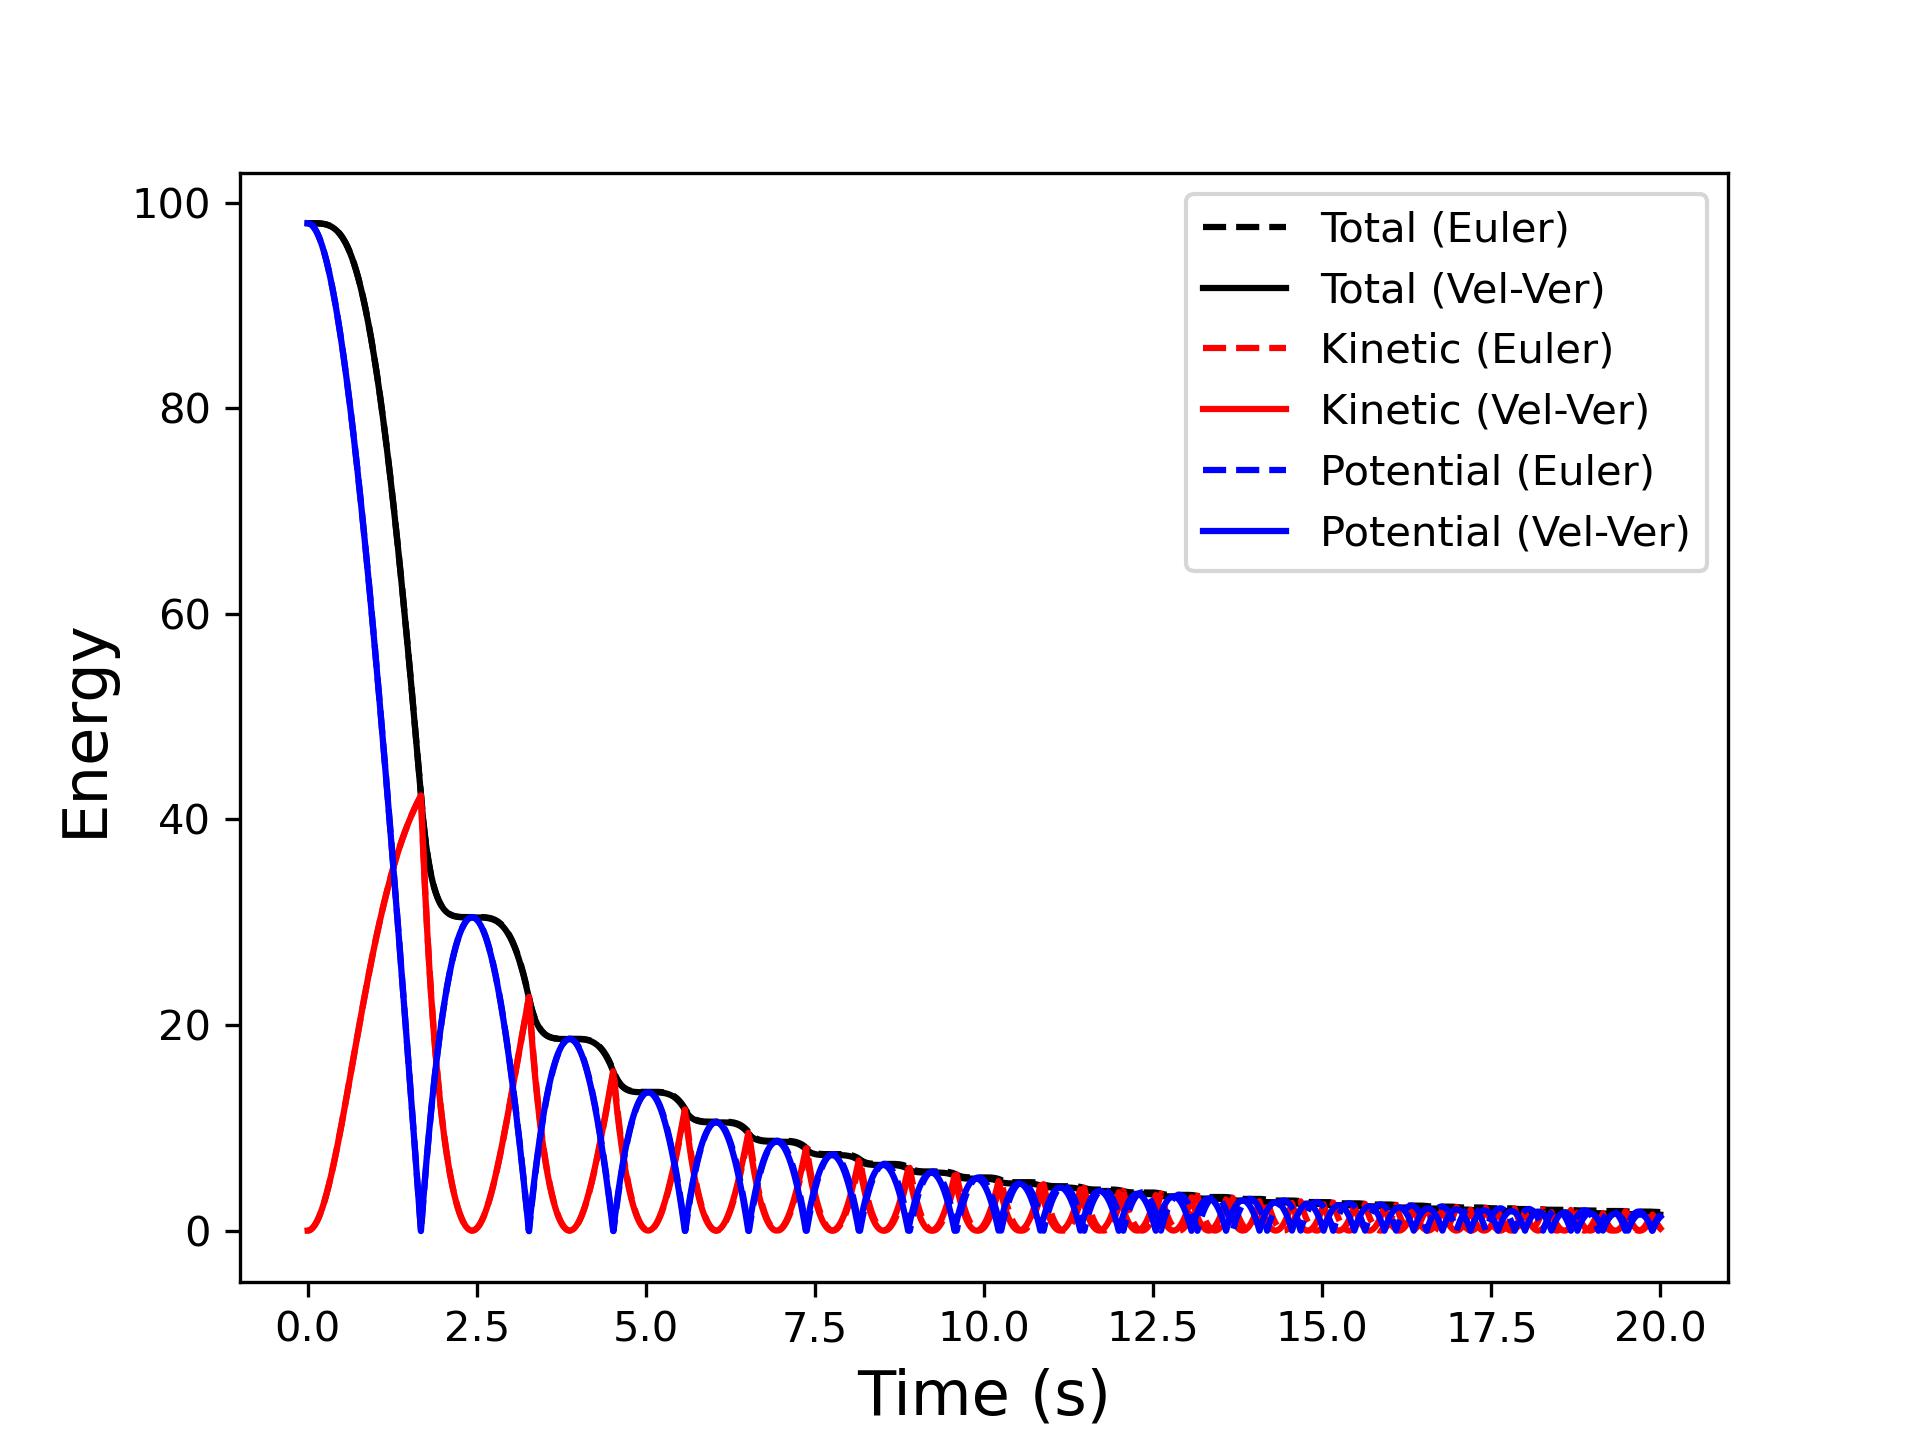 100
80
60
40
20
0
Energy
Total (Euler)
Total (Vel-Ver)
Kinetic (Euler)
Kinetic (Vel-Ver)
Potential (Euler)
Potential (Vel-Ver)
0.0 2.5 5.0 7.5 10.0 12.5 15.0 17.5 20.0
Time (s)